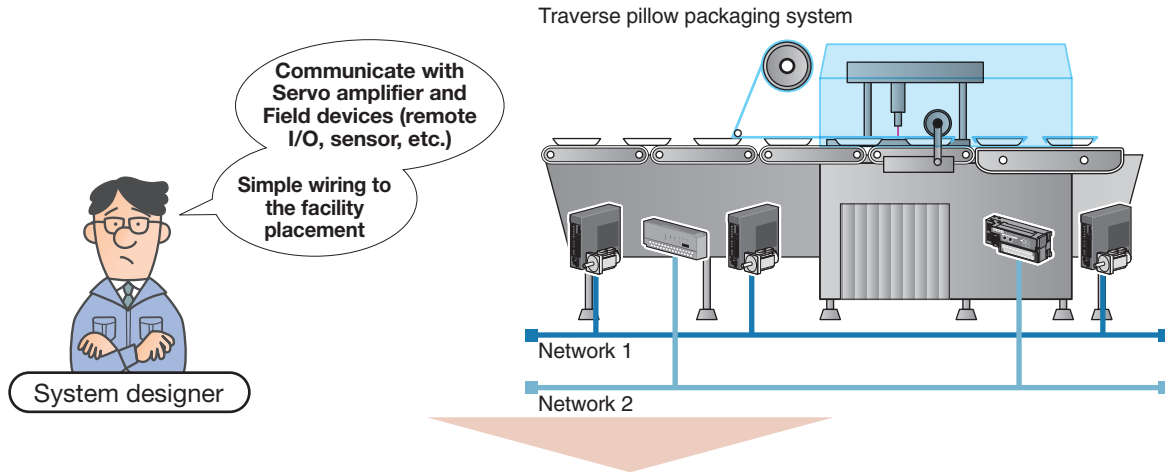 Traverse pillow packaging system
Communicate with
Servo amplifier and
Field devices (remote
I/O, sensor, etc.)
Simple wiring to
the facility
placement
System designer
Network 1
Network 2